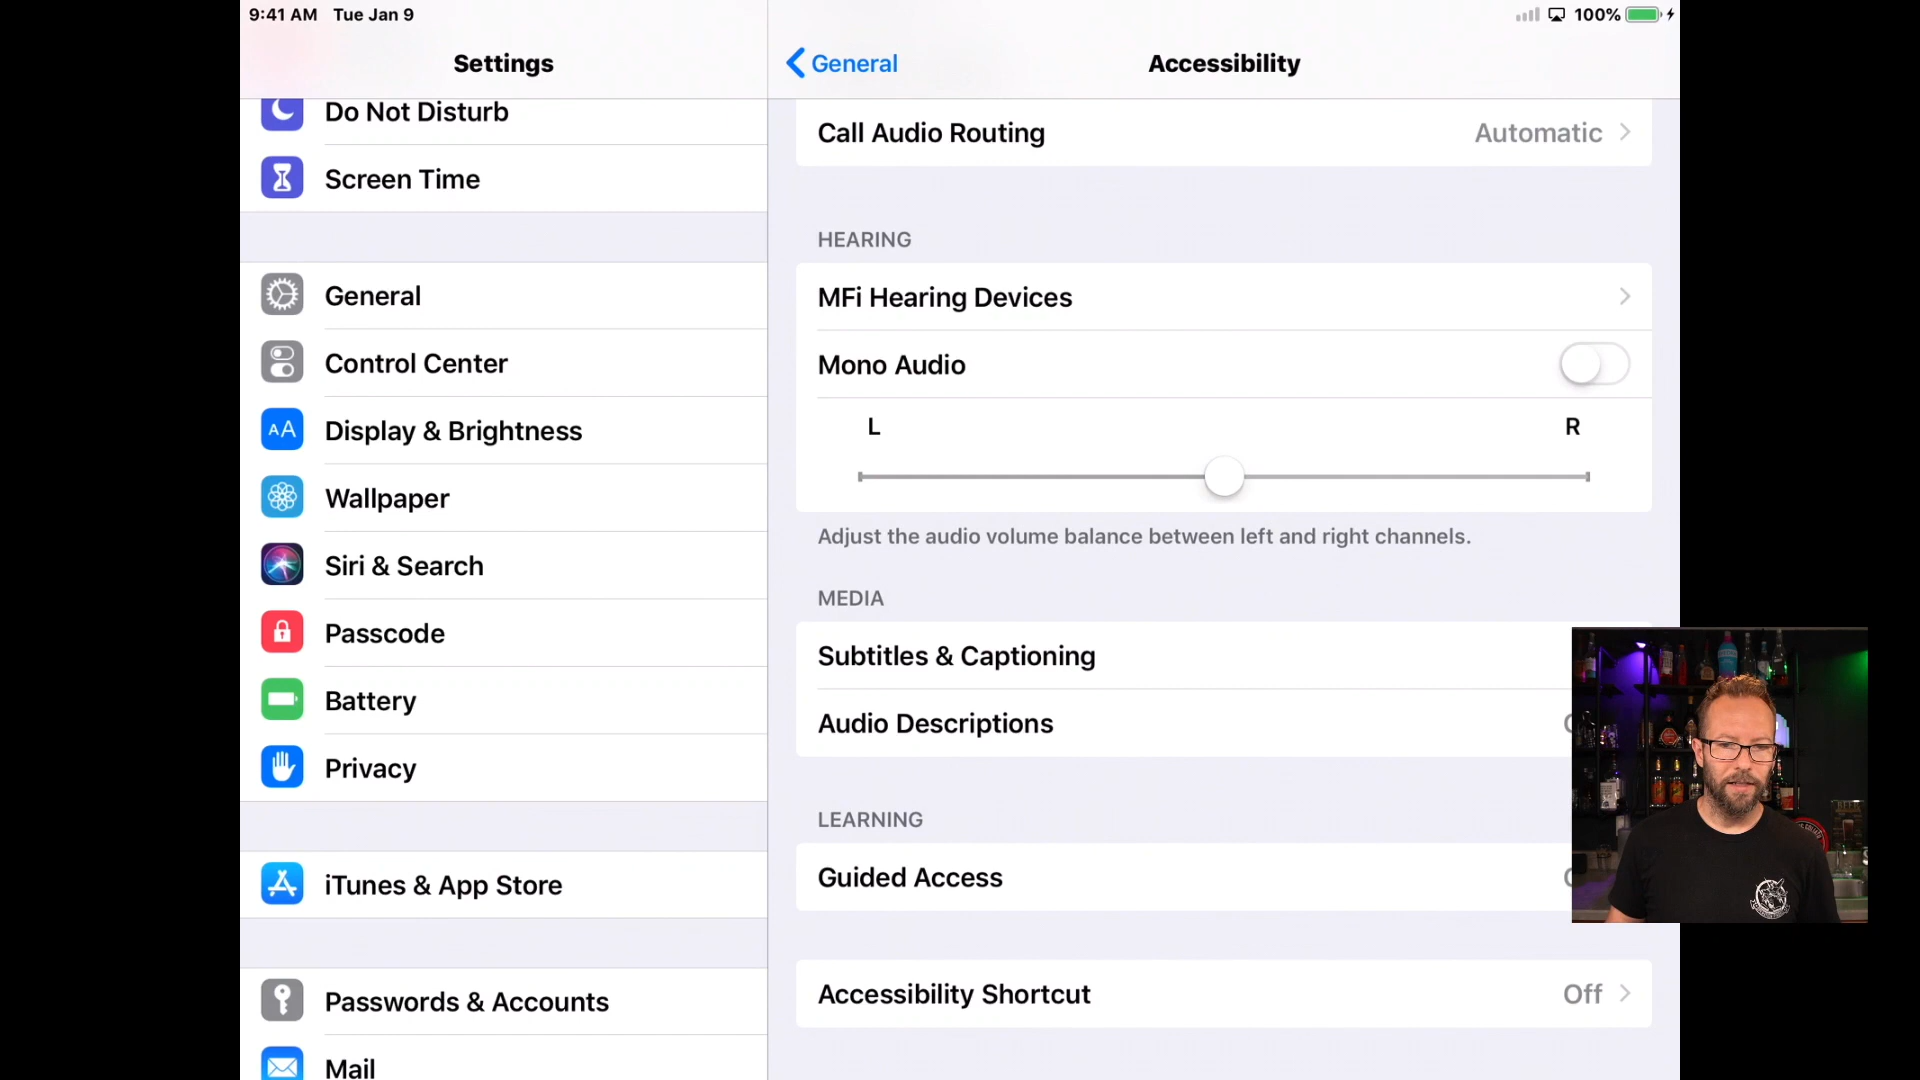 9:41 AM Tue Jan 9
100%
Settings
General
Accessibility
Do Not Disturb
Screen Time
General
Control Center
AA
Display & Brightness
Wallpaper
Siri & Search
Passcode
Battery
Privacy
iTunes & App Store
Passwords & Accounts
Mail
Call Audio Routing Automatic
HEARING
MFi Hearing Devices
Mono Audio
L R
Adjust the audio volume balance between left and right channels.
MEDIA
Subtitles & Captioning
Audio Descriptions
LEARNING
Guided Access
Accessibility Shortcut Off